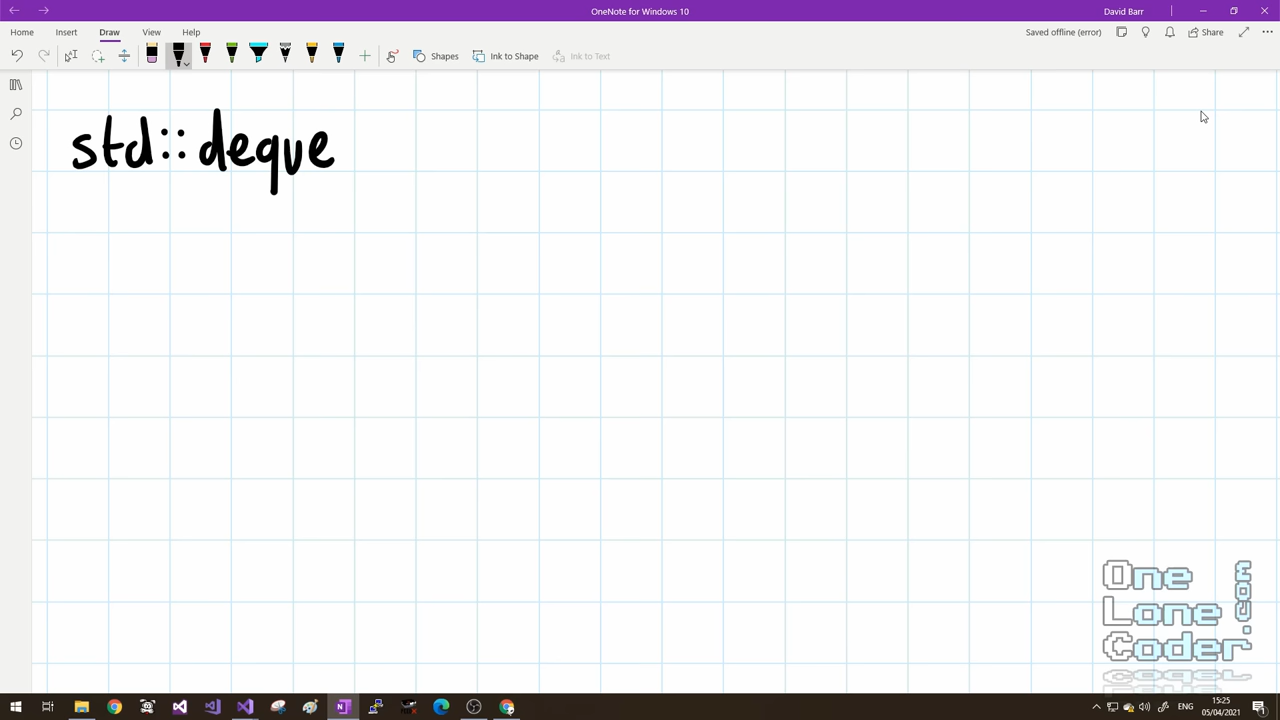 OneNote for Windows 10
David Barr
Home Insert Draw View Help
Saved offline (error)
Share
Shapes
Ink to Shape
Ink to Text
std::deque
One
Lone
Coder
.com
15:25
ENG
05/04/2021